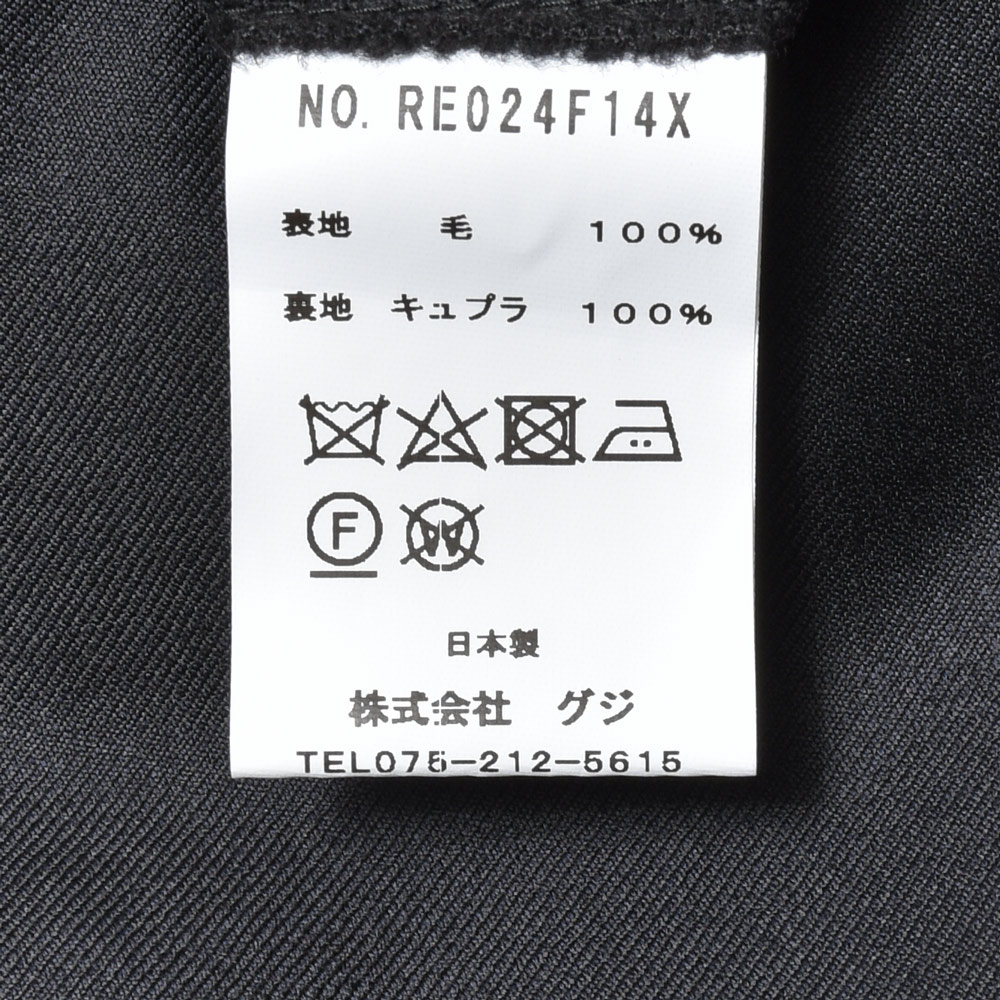 NO. RE024F14X
表地 毛 １００％
裏地 キュプラ １００％
F
W
日本製
株式会社 グジ
TEL075-212-5615